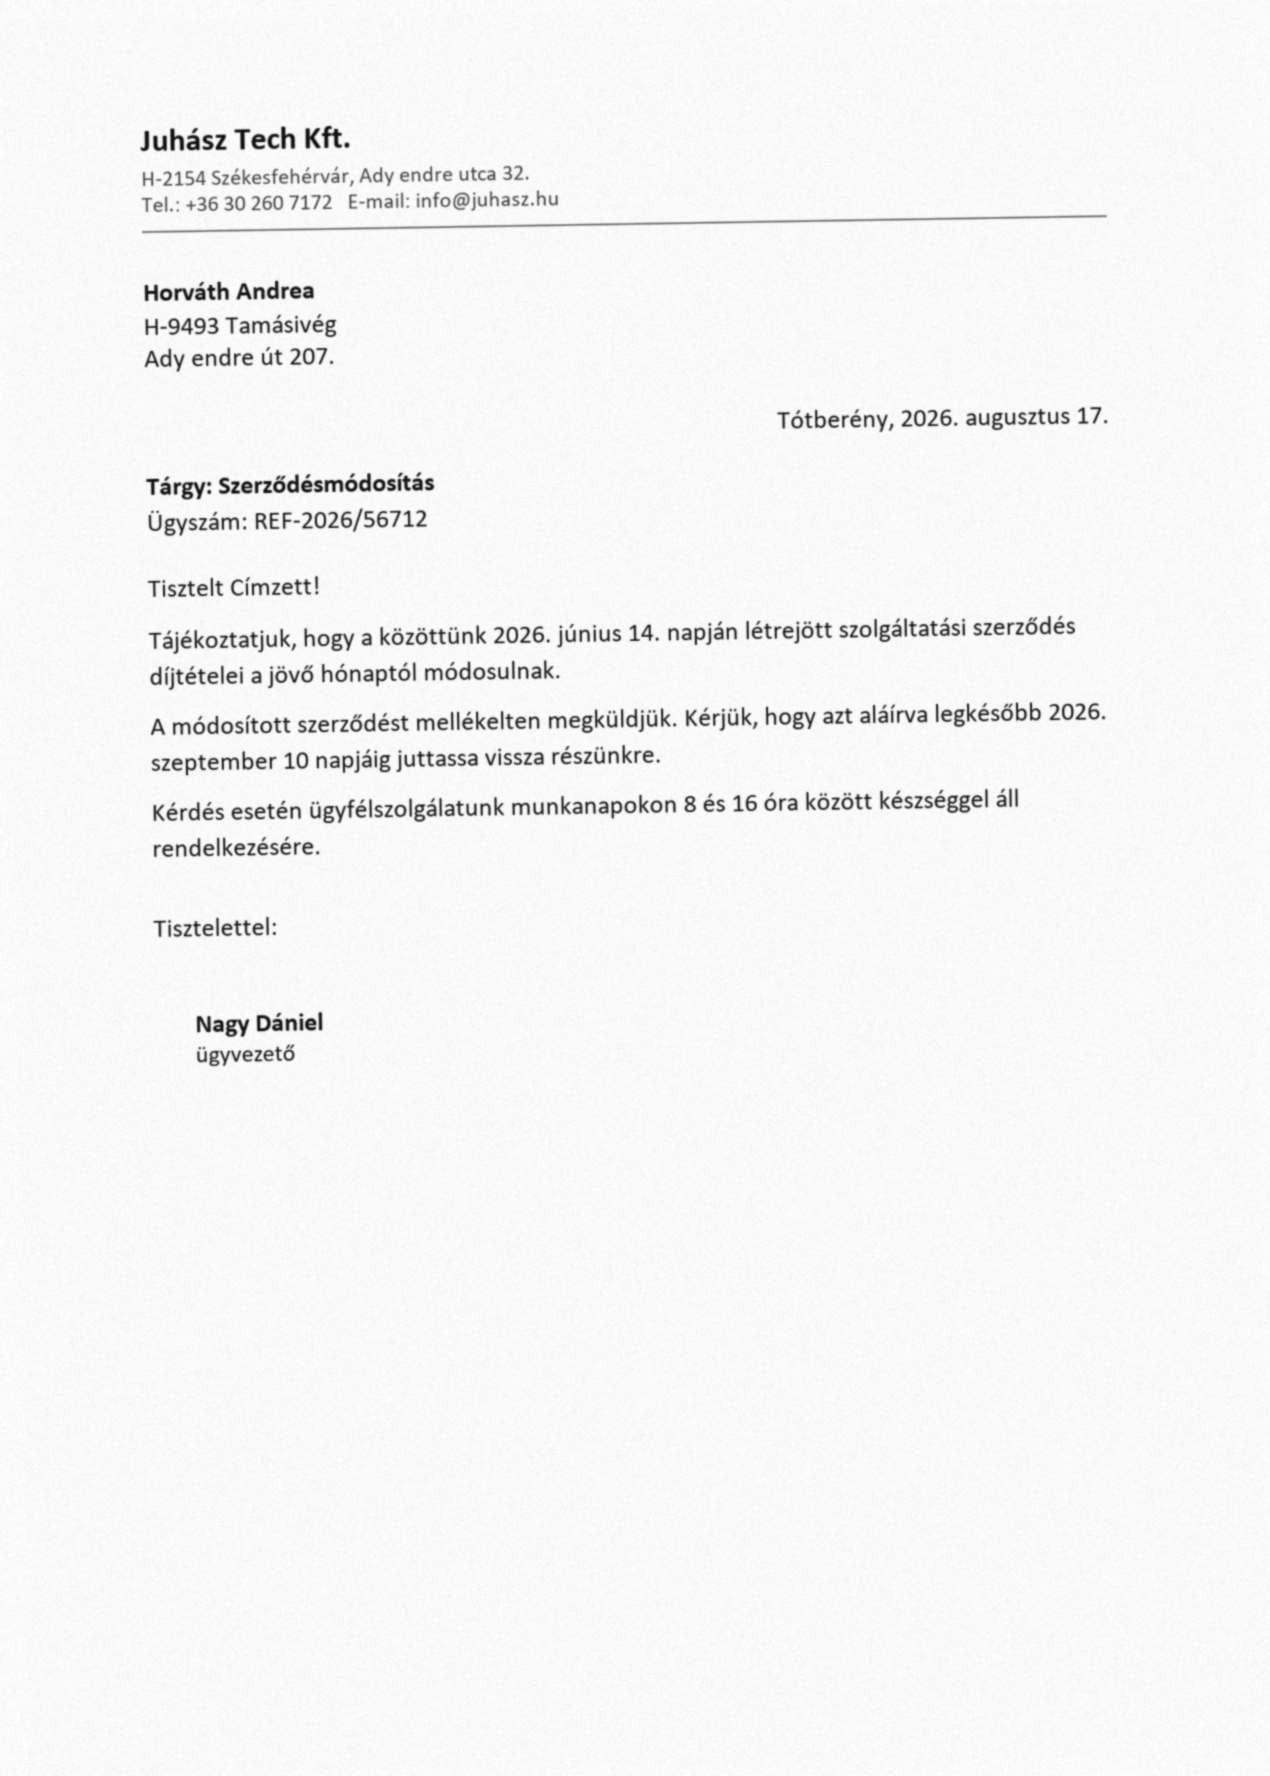 Juhász Tech Kft.
H-2154 Székesfehérvár, Ady endre utca 32.
Tel.: +36 30 260 7172 E-mail: info@juhasz.hu
Horváth Andrea
H-9493 Tamásivég
Ady endre út 207.
Tótberény, 2026. augusztus 17.
Tárgy: Szerződésmódosítás
Ügyszám: REF-2026/56712
Tisztelt Címzett!
Tájékoztatjuk, hogy a közöttünk 2026. június 14. napján létrejött szolgáltatási szerződés
díjtételei a jövő hónaptól módosulnak.
A módosított szerződést mellékelten megküldjük. Kérjük, hogy azt aláírva legkésőbb 2026.
szeptember 10 napjáig juttassa vissza részünkre.
Kérdés esetén ügyfélszolgálatunk munkanapokon 8 és 16 óra között készséggel áll
rendelkezésére.
Tisztelettel:
Nagy Dániel
ügyvezető